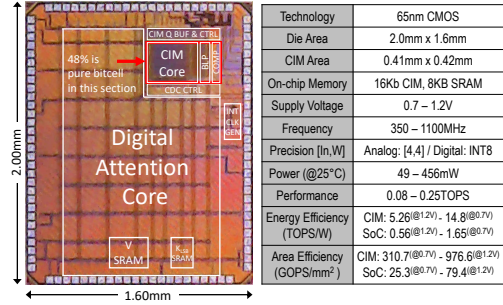 CIM Q BUF & CTRL
48% is
pure bitcell
in this section
CIM
Core
BLP
COMP
CDC CTRL
INT
CLK
GEN
Digital
Attention
Core
V
SRAM
K LSB
SRAM
2.00mm
1.60mm
Technology 65nm CMOS
Die Area 2.0mm x 1.6mm
CIM Area 0.41mm x 0.42mm
On-chip Memory 16Kb CIM, 8KB SRAM
Supply Voltage 0.7 – 1.2V
Frequency 350 – 1100MHz
Precision [In,W] Analog: [4,4] / Digital: INT8
Power (@25°C) 49 – 456mW
Performance 0.08 – 0.25TOPS
Energy Efficiency
(TOPS/W)
CIM: 5.26(@1.2V) - 14.8(@0.7V)
SoC: 0.56(@1.2V) - 1.65(@0.7V)
Area Efficiency
(GOPS/mm²)
CIM: 310.7(@0.7V) - 976.6(@1.2V)
SoC: 25.3(@0.7V) - 79.4(@1.2V)